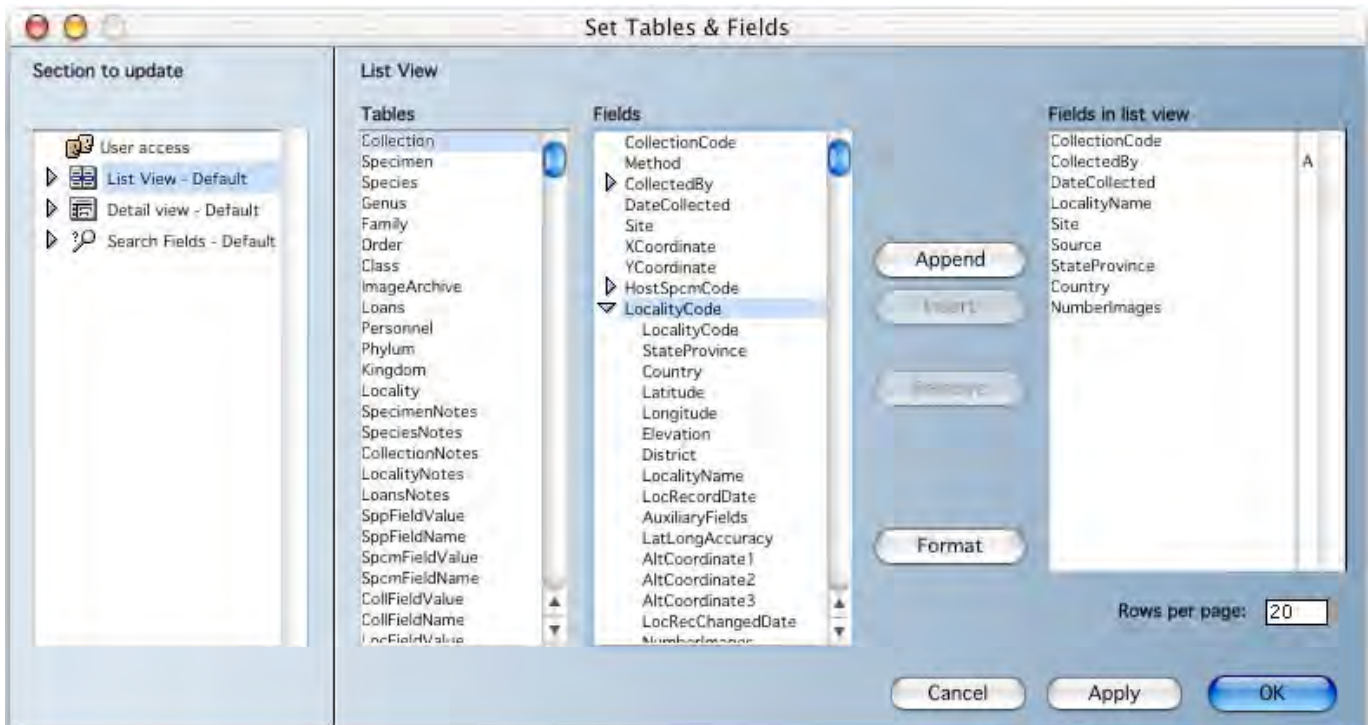 Set Tables & Fields
Section to update
User access
List View - Default
Detail view - Default
Search Fields - Default
List View
Tables
Collection
Specimen
Species
Genus
Family
Order
Class
ImageArchive
Loans
Personnel
Phylum
Kingdom
Locality
SpecimenNotes
SpeciesNotes
CollectionNotes
LocalityNotes
LoansNotes
SppFieldValue
SppFieldName
SpcmFieldValue
SpcmFieldName
CollFieldValue
CollFieldName
LocFieldValue
Fields
CollectionCode
Method
CollectedBy
DateCollected
Site
XCoordinate
YCoordinate
HostSpcmCode
LocalityCode
LocalityCode
StateProvince
Country
Latitude
Longitude
Elevation
District
LocalityName
LocRecordDate
AuxiliaryFields
LatLongAccuracy
AltCoordinate1
AltCoordinate2
AltCoordinate3
LocRecChangedDate
NumberImages
Append
Insert
Remove
Format
Fields in list view
CollectionCode
CollectedBy A
DateCollected
LocalityName
Site
Source
StateProvince
Country
NumberImages
Rows per page: 20
Cancel
Apply
OK